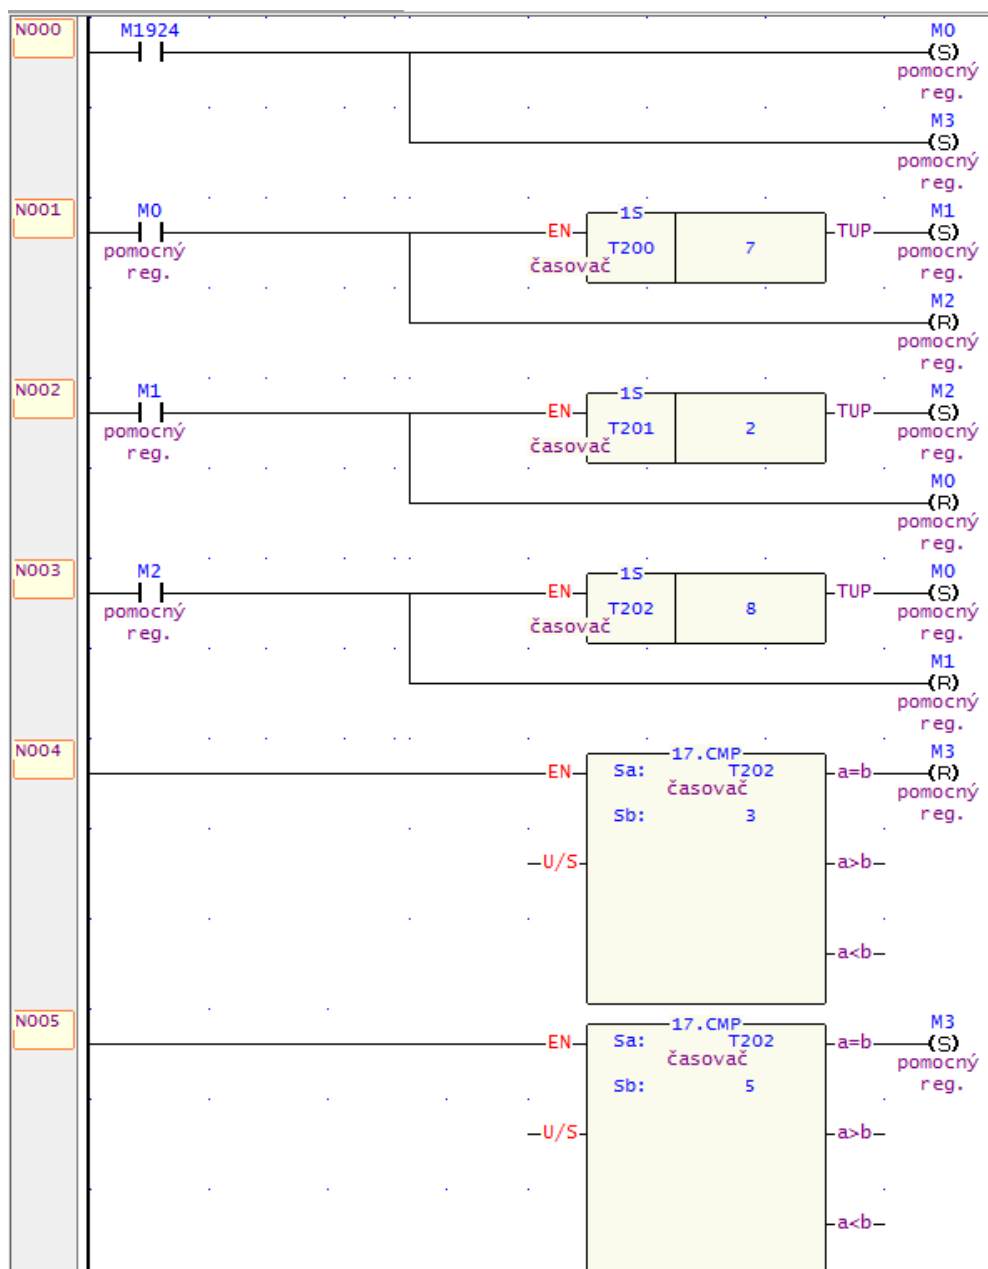 N000 M1924 M0
(S)
pomocný
reg.
M3
(S)
pomocný
reg.
N001 M0 1S M1
EN T200 7 TUP (S)
pomocný časovač pomocný
reg. reg.
M2
(R)
pomocný
reg.
N002 M1 1S M2
EN T201 2 TUP (S)
pomocný časovač pomocný
reg. reg.
M0
(R)
pomocný
reg.
N003 M2 1S M0
EN T202 8 TUP (S)
pomocný časovač pomocný
reg. reg.
M1
(R)
pomocný
reg.
N004 17.CMP M3
EN Sa: T202 a=b (R)
časovač pomocný
Sb: 3 reg.
U/S a>b
a<b
N005 17.CMP M3
EN Sa: T202 a=b (S)
časovač pomocný
Sb: 5 reg.
U/S a>b
a<b